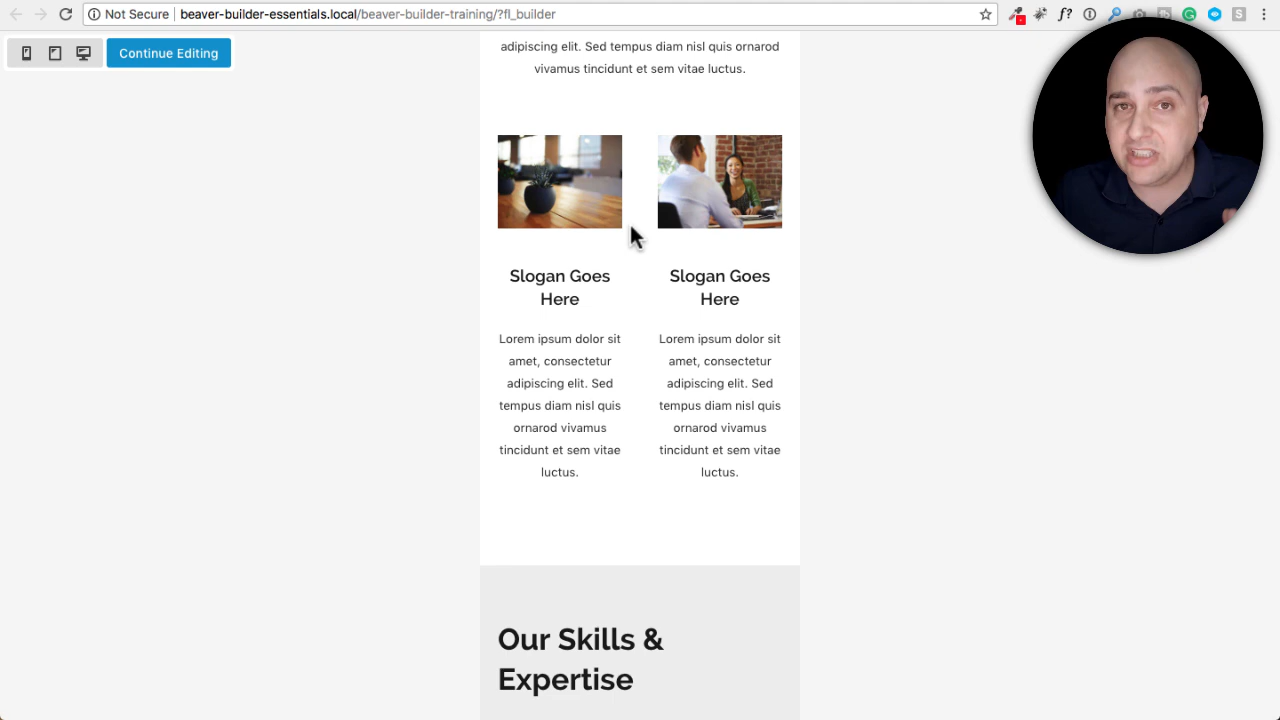 Not Secure
beaver-builder-essentials.local/beaver-builder-training/?fl_builder
f?
G
S
Continue Editing
adipiscing elit. Sed tempus diam nisl quis ornarod
vivamus tincidunt et sem vitae luctus.
Slogan Goes
Here
Lorem ipsum dolor sit
amet, consectetur
adipiscing elit. Sed
tempus diam nisl quis
ornarod vivamus
tincidunt et sem vitae
luctus.
Slogan Goes
Here
Lorem ipsum dolor sit
amet, consectetur
adipiscing elit. Sed
tempus diam nisl quis
ornarod vivamus
tincidunt et sem vitae
luctus.
Our Skills &
Expertise